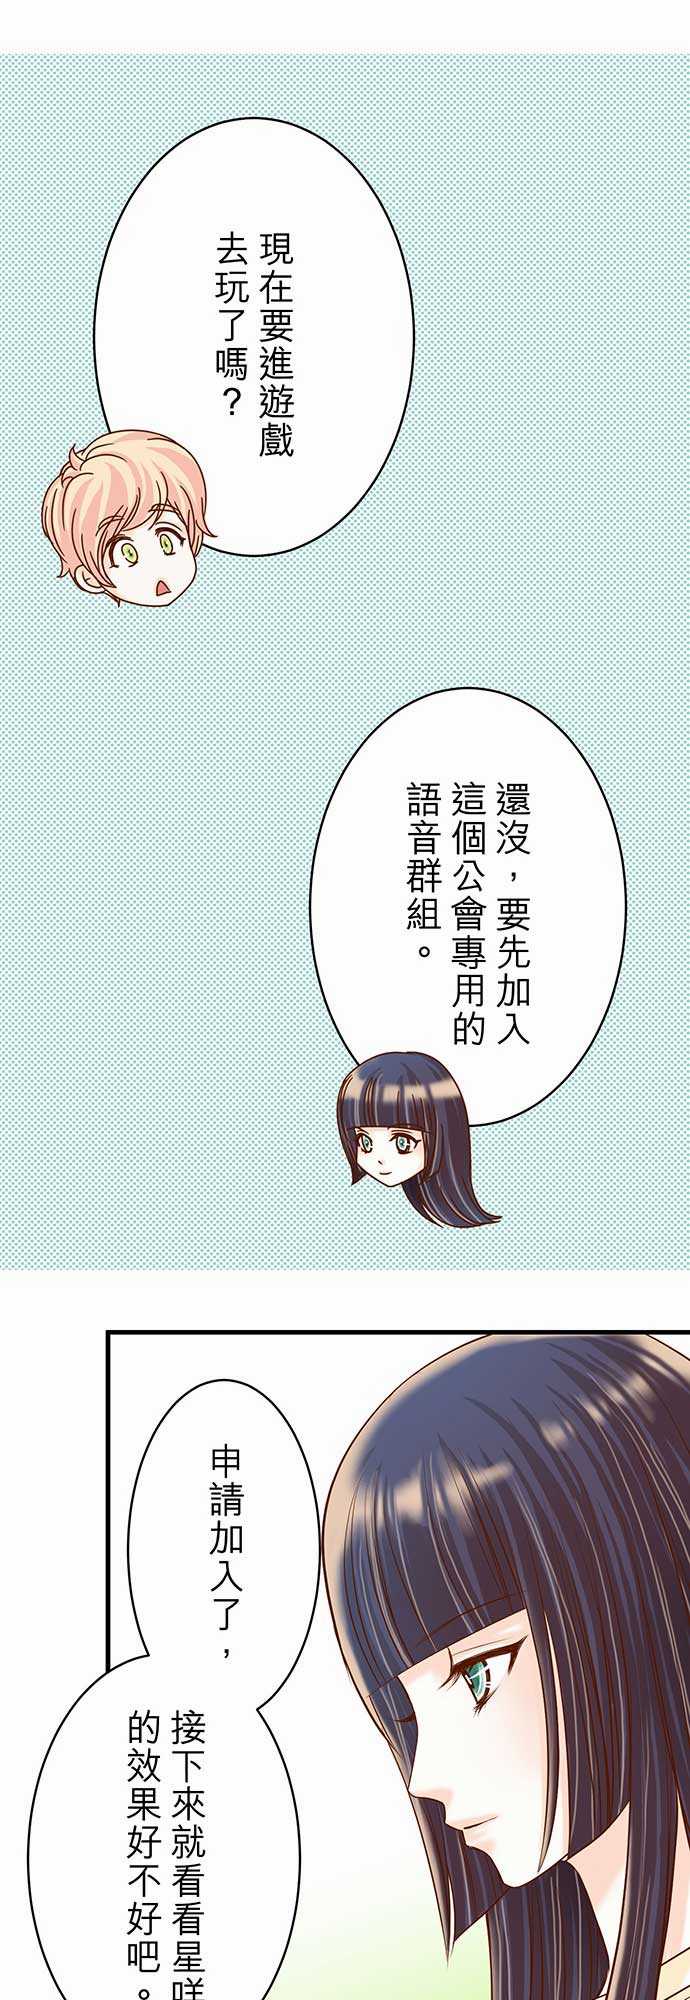 現在要進遊戲
去玩了嗎？
還沒，要先加入
這個公會專用的
語音群組。
申請加入了，
接下來就看看星咩
的效果好不好吧。